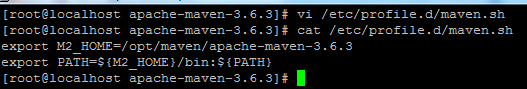 [root@localhost apache-maven-3.6.3]# vi /etc/profile.d/maven.sh
[root@localhost apache-maven-3.6.3]# cat /etc/profile.d/maven.sh
export M2_HOME=/opt/maven/apache-maven-3.6.3
export PATH=${M2_HOME}/bin:${PATH}
[root@localhost apache-maven-3.6.3]#